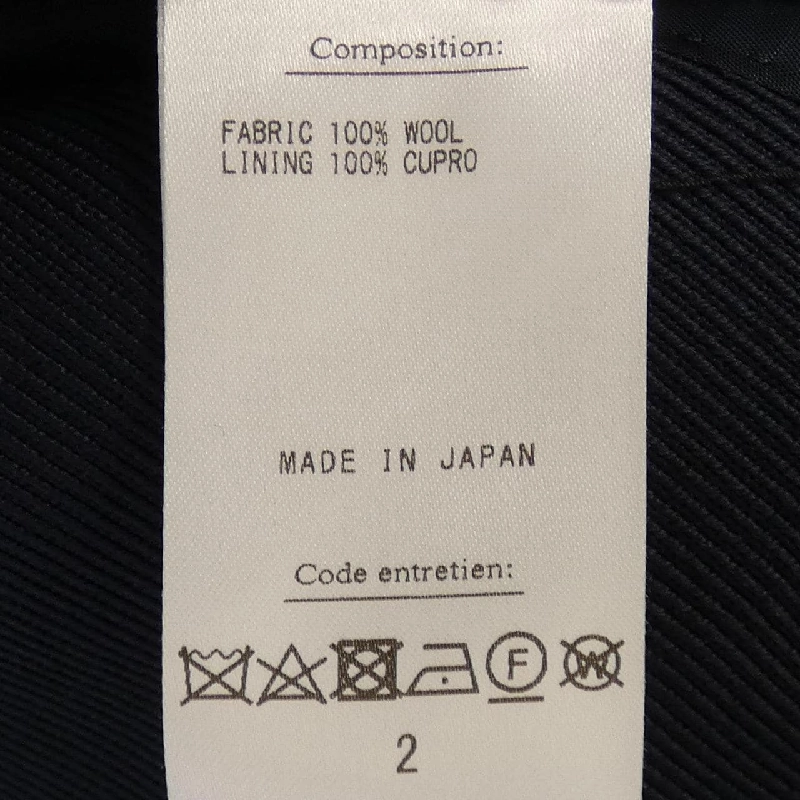 Composition:
FABRIC 100% WOOL
LINING 100% CUPRO
MADE IN JAPAN
Code entretien:
F W
2